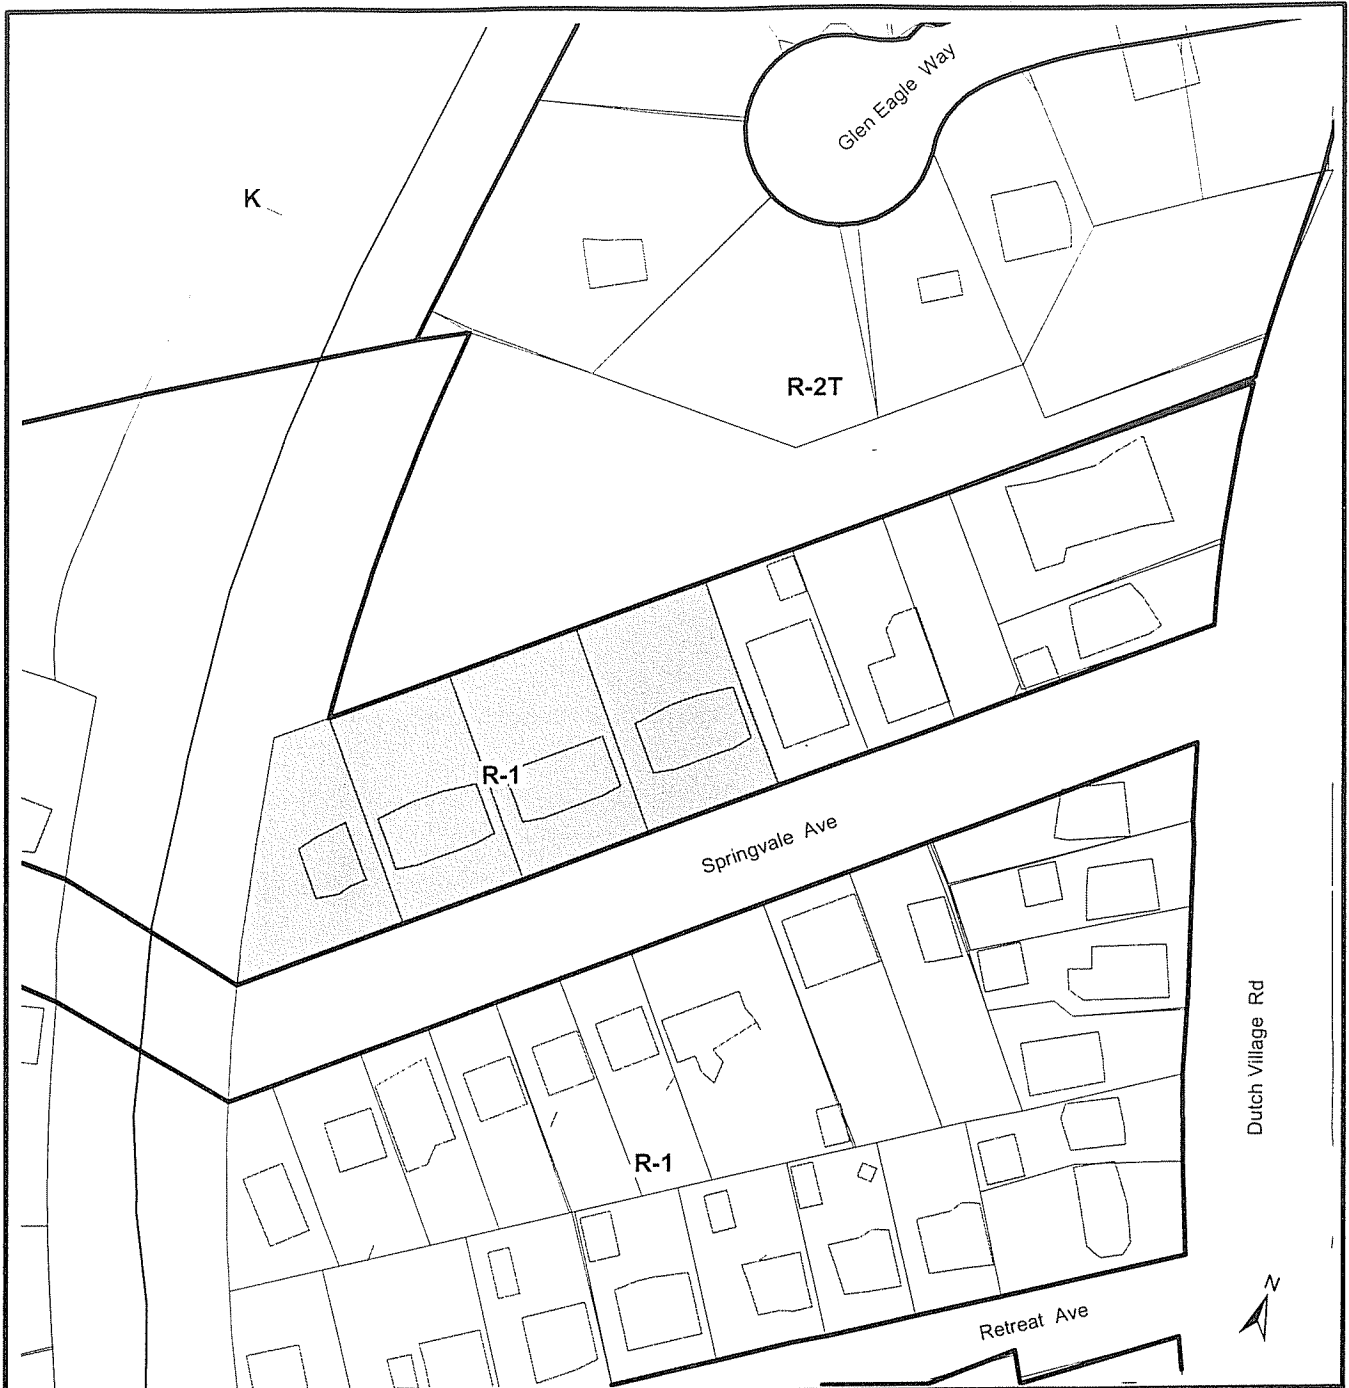 Glen Eagle Way
K
R-2T
R-1
Springvale Ave
Dutch Village Rd
R-1
N
Retreat Ave